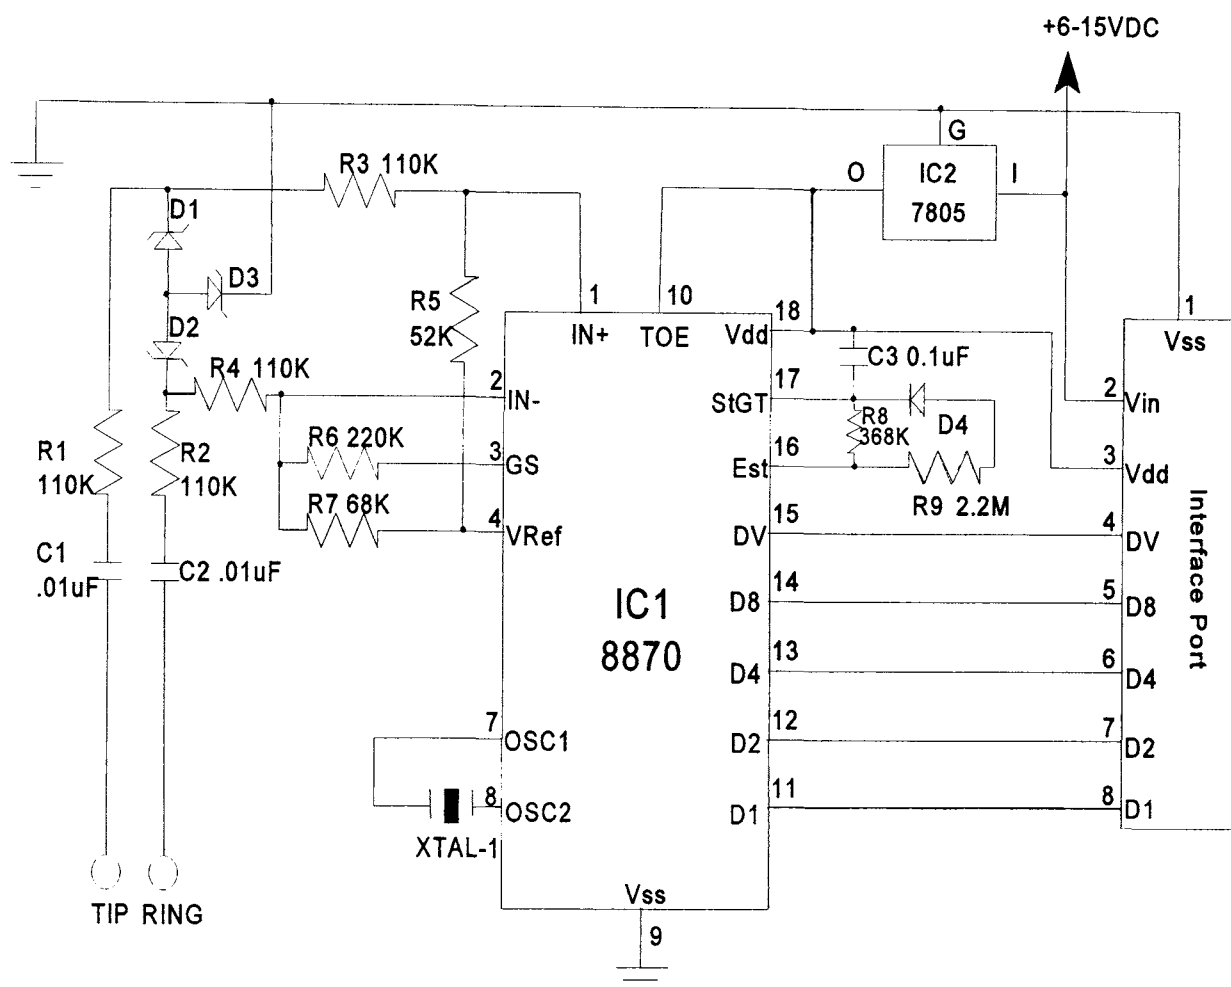 +6-15VDC
G
O
IC2
7805
I
R3 110K
D1
D3
D2
R5
52K
R4 110K
1
IN+
10
TOE
18
Vdd
C3 0.1uF
1
Vss
2
IN-
17
StGT
R8
368K
D4
2
Vin
R1
110K
R2
110K
R6 220K
3
GS
16
Est
R9 2.2M
3
Vdd
R7 68K
4
VRef
15
DV
4
DV
C1
.01uF
C2 .01uF
IC1
8870
14
D8
5
D8
13
D4
6
D4
Interface Port
7
OSC1
12
D2
7
D2
8
OSC2
XTAL-1
11
D1
8
D1
TIP RING
Vss
9